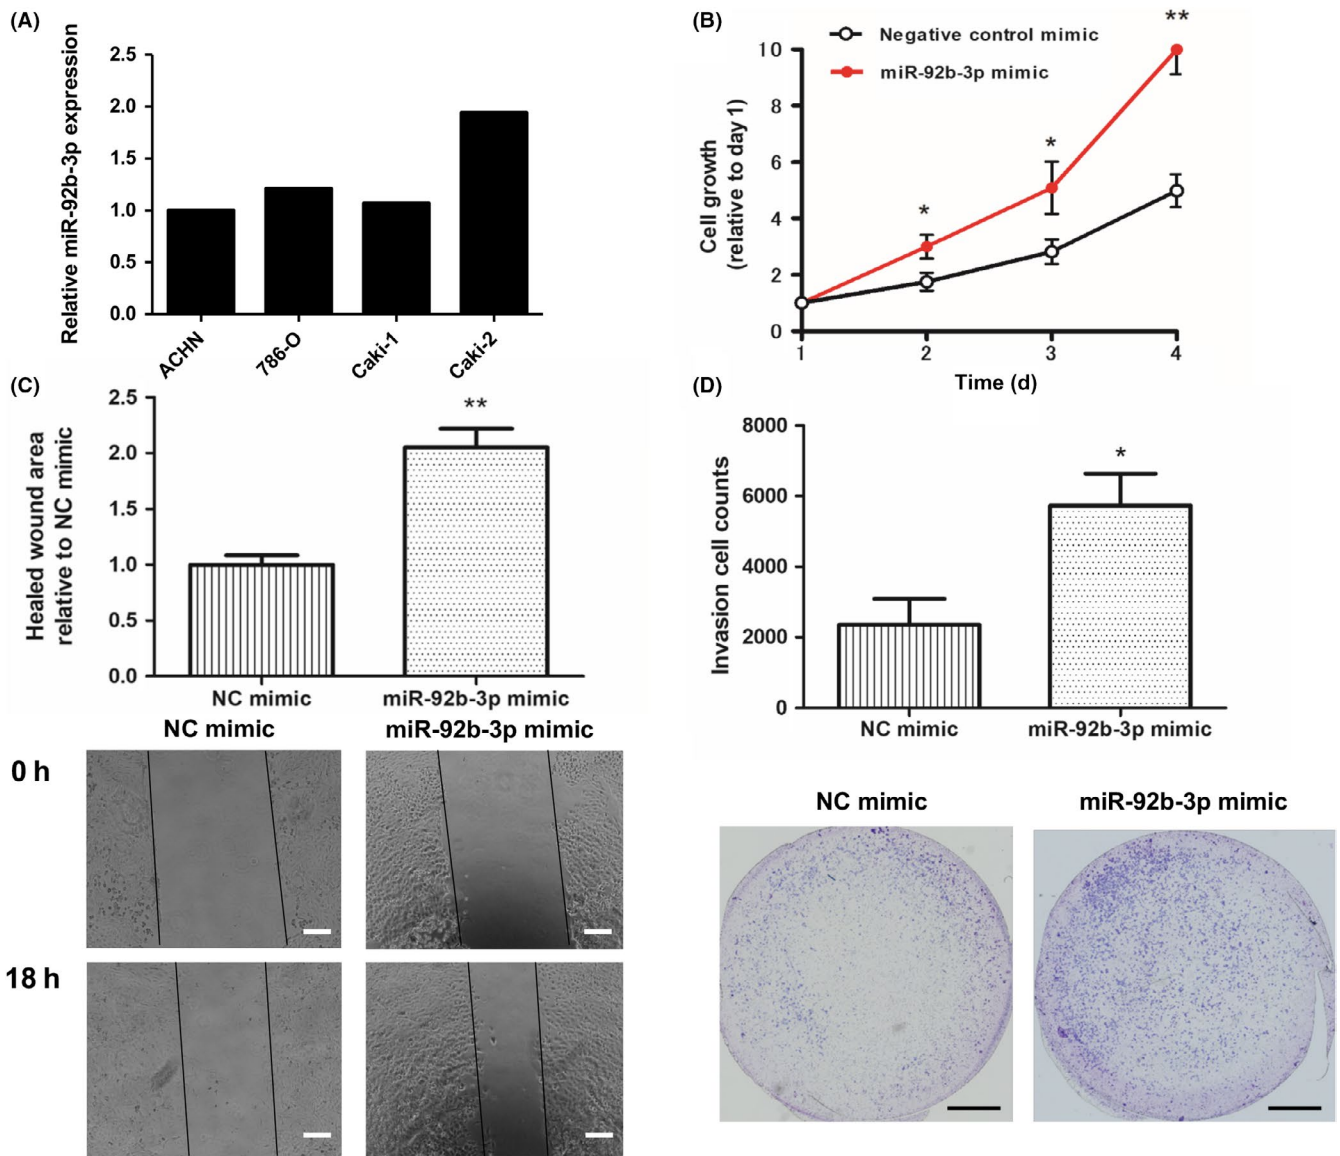 (A)
Relative miR-92b-3p expression
2.5
2.0
1.5
1.0
0.5
0.0
ACHN
786-O
Caki-1
Caki-2
(B)
Negative control mimic
miR-92b-3p mimic
Cell growth
(relative to day 1)
10
8
6
4
2
0
*
*
**
1
2
3
4
Time (d)
(C)
Healed wound area
relative to NC mimic
2.5
2.0
1.5
1.0
0.5
0.0
**
NC mimic
miR-92b-3p mimic
NC mimic
miR-92b-3p mimic
0 h
18 h
(D)
Invasion cell counts
8000
6000
4000
2000
0
*
NC mimic
miR-92b-3p mimic
NC mimic
miR-92b-3p mimic